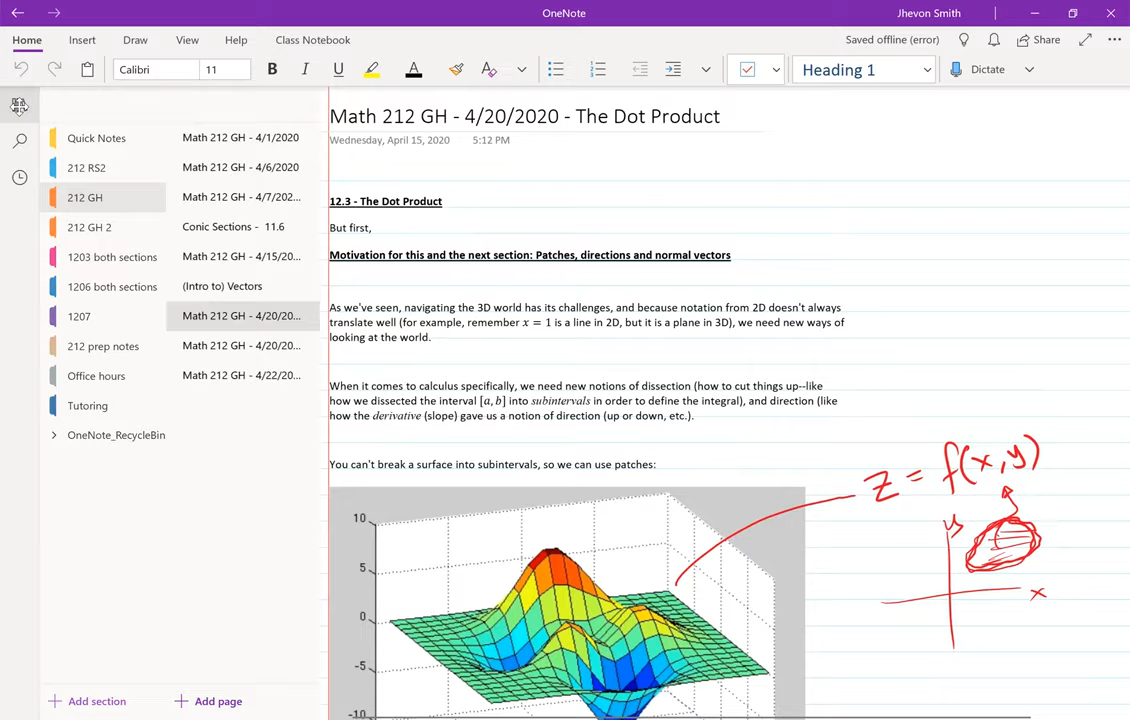 OneNote
Jhevon Smith
Home
Insert
Draw
View
Help
Class Notebook
Saved offline (error)
Share
Calibri
11
B
I
U
A
A
Heading 1
Dictate
Quick Notes
212 RS2
212 GH
212 GH 2
1203 both sections
1206 both sections
1207
212 prep notes
Office hours
Tutoring
OneNote_RecycleBin
Add section
Math 212 GH - 4/1/2020
Math 212 GH - 4/6/2020
Math 212 GH - 4/7/202...
Conic Sections - 11.6
Math 212 GH - 4/15/20...
(Intro to) Vectors
Math 212 GH - 4/20/20...
Math 212 GH - 4/20/20...
Math 212 GH - 4/22/20...
Add page
Math 212 GH - 4/20/2020 - The Dot Product
Wednesday, April 15, 2020 5:12 PM
12.3 - The Dot Product
But first,
Motivation for this and the next section: Patches, directions and normal vectors
As we've seen, navigating the 3D world has its challenges, and because notation from 2D doesn't always
translate well (for example, remember x = 1 is a line in 2D, but it is a plane in 3D), we need new ways of
looking at the world.
When it comes to calculus specifically, we need new notions of dissection (how to cut things up--like
how we dissected the interval [a, b] into subintervals in order to define the integral), and direction (like
how the derivative (slope) gave us a notion of direction (up or down, etc.).
You can't break a surface into subintervals, so we can use patches:
z = f(x,y)
y
x
10
5
0
-5
-10